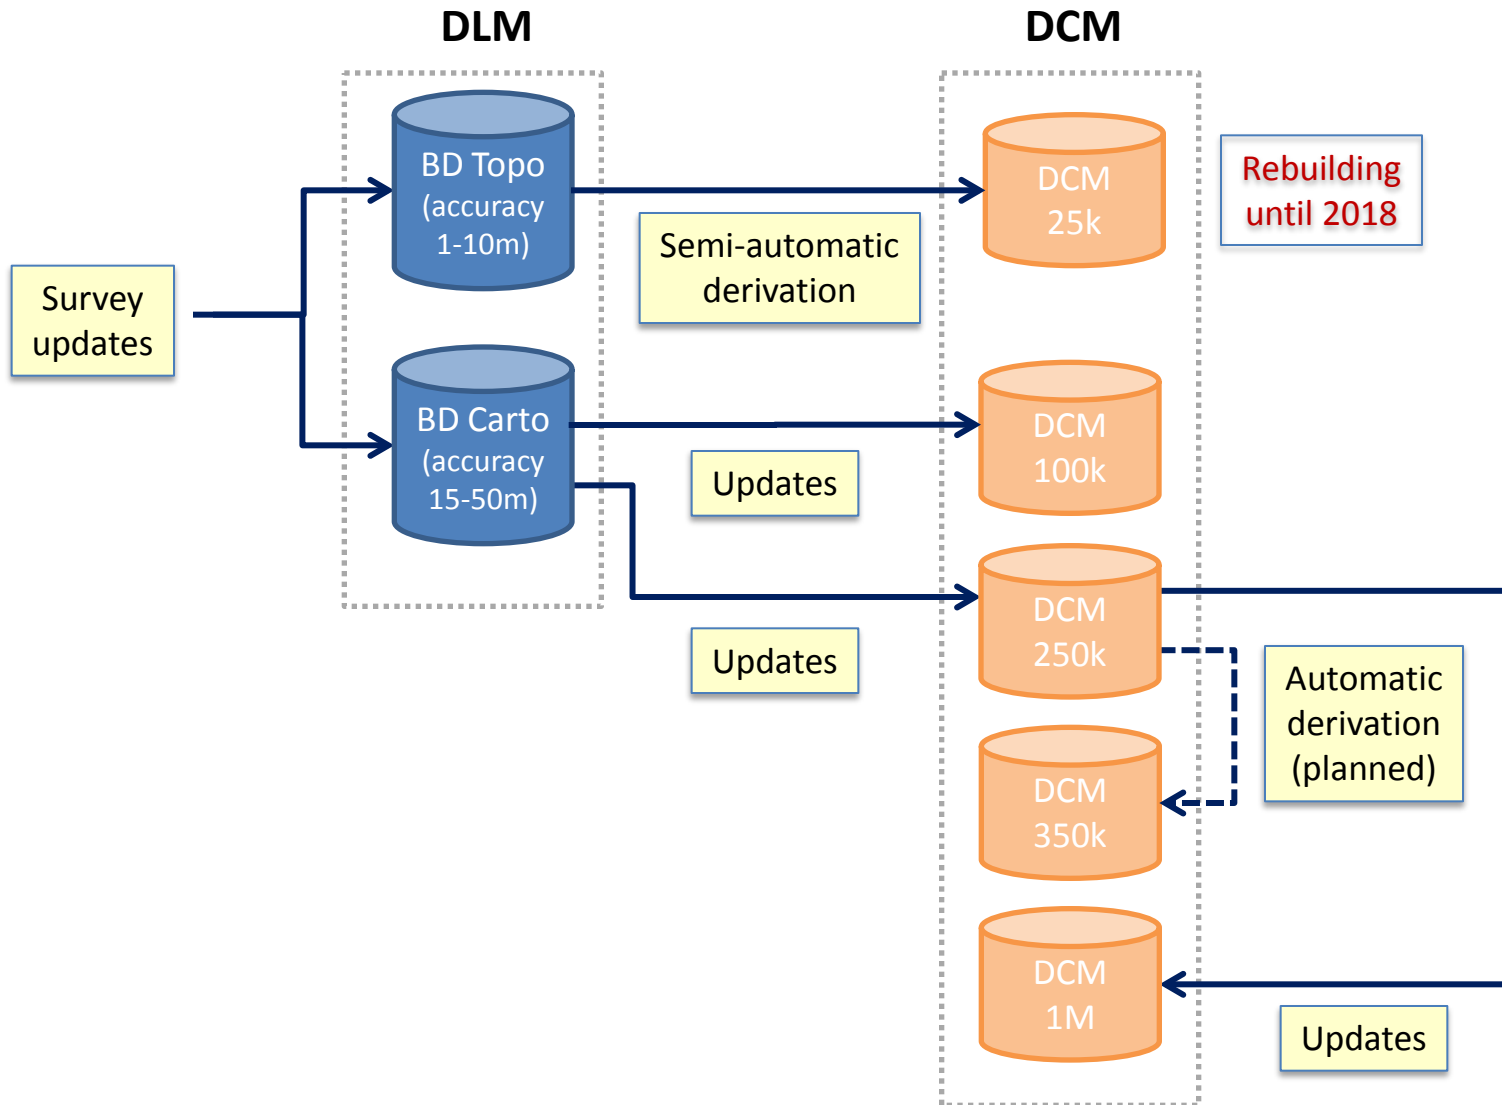 DLM
DCM
BD Topo
(accuracy
1-10m)
DCM
25k
Rebuilding
until 2018
Semi-automatic
derivation
Survey
updates
BD Carto
(accuracy
15-50m)
DCM
100k
Updates
DCM
250k
Updates
Automatic
derivation
(planned)
DCM
350k
DCM
1M
Updates